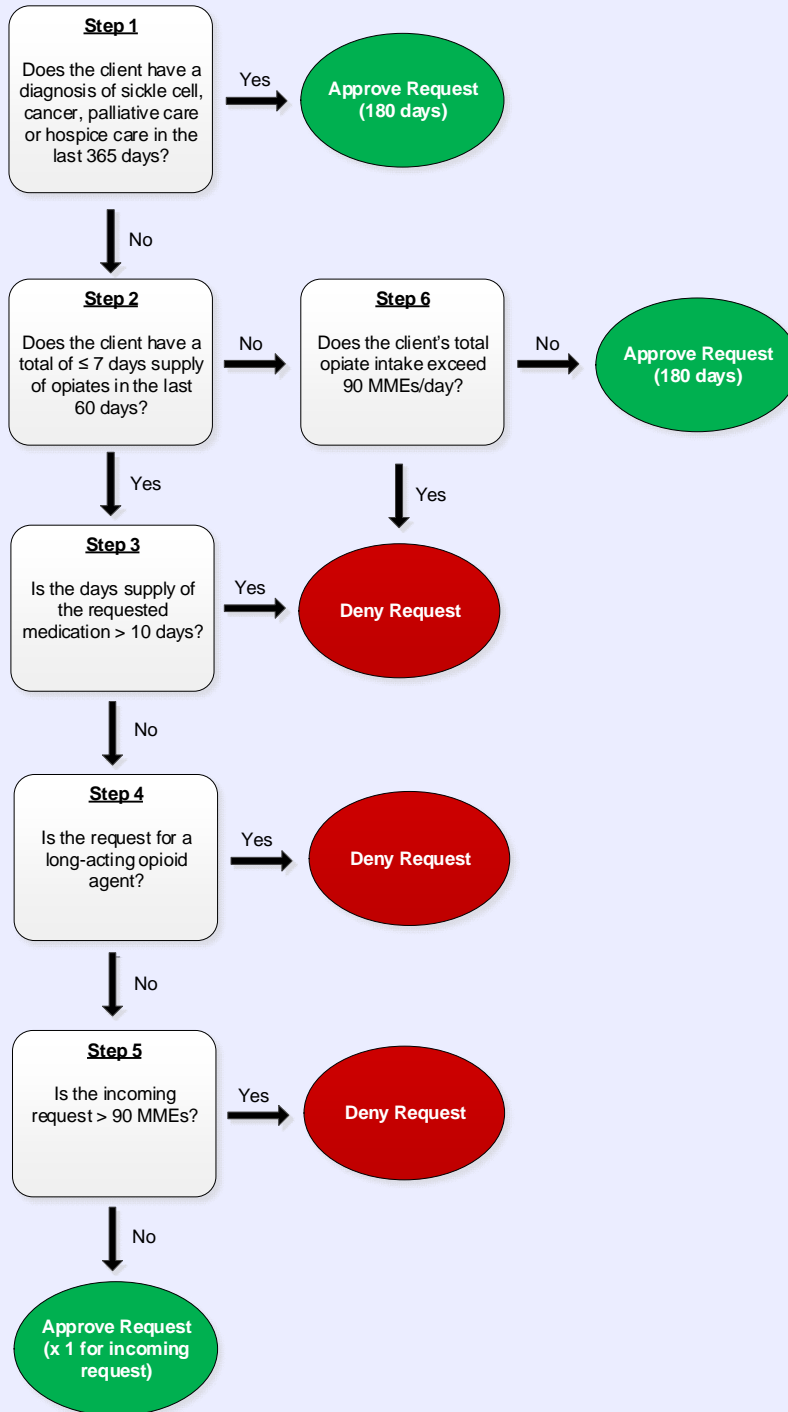 Step 1
Does the client have a
diagnosis of sickle cell,
cancer, palliative care
or hospice care in the
last 365 days?
Yes
Approve Request
(180 days)
No
Step 2
Does the client have a
total of ≤ 7 days supply
of opiates in the last
60 days?
No
Step 6
Does the client's total
opiate intake exceed
90 MMEs/day?
No
Approve Request
(180 days)
Yes
Yes
Step 3
Is the days supply of
the requested
medication > 10 days?
Yes
Deny Request
No
Step 4
Is the request for a
long-acting opioid
agent?
Yes
Deny Request
No
Step 5
Is the incoming
request > 90 MMEs?
Yes
Deny Request
No
Approve Request
(x 1 for incoming
request)